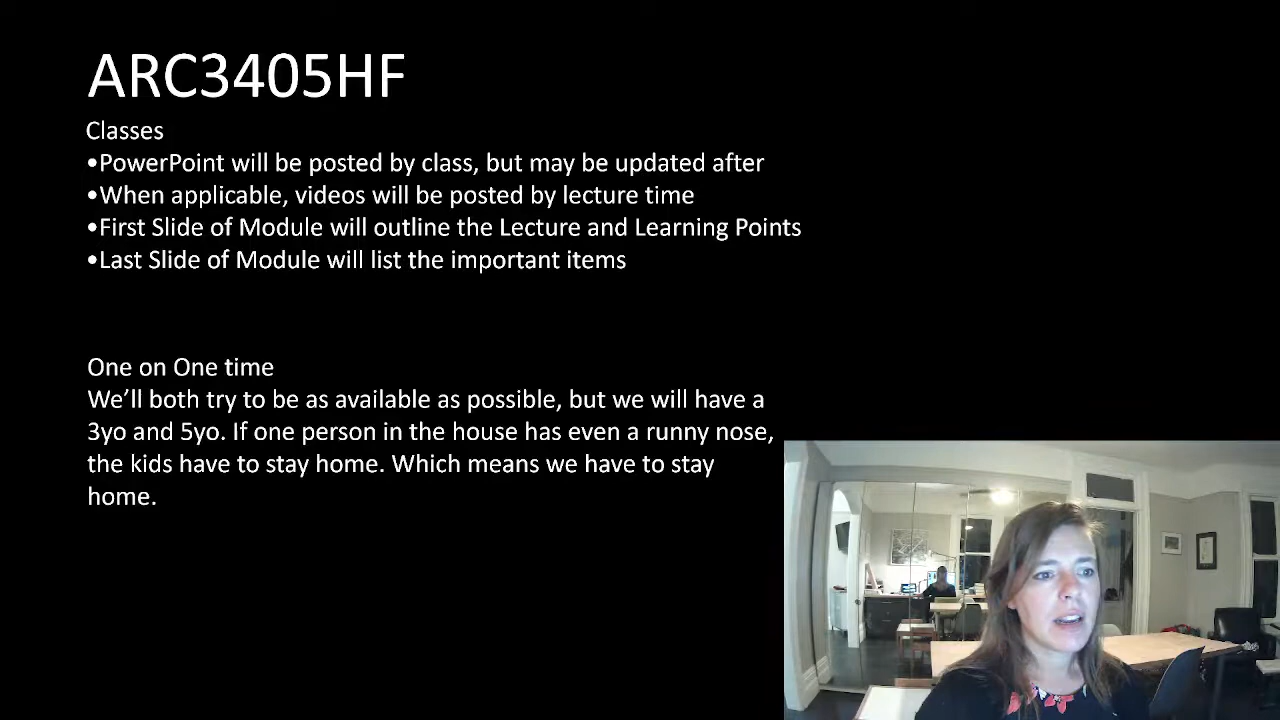 ARC3405HF
Classes
•PowerPoint will be posted by class, but may be updated after
•When applicable, videos will be posted by lecture time
•First Slide of Module will outline the Lecture and Learning Points
•Last Slide of Module will list the important items
One on One time
We’ll both try to be as available as possible, but we will have a
3yo and 5yo. If one person in the house has even a runny nose,
the kids have to stay home. Which means we have to stay
home.